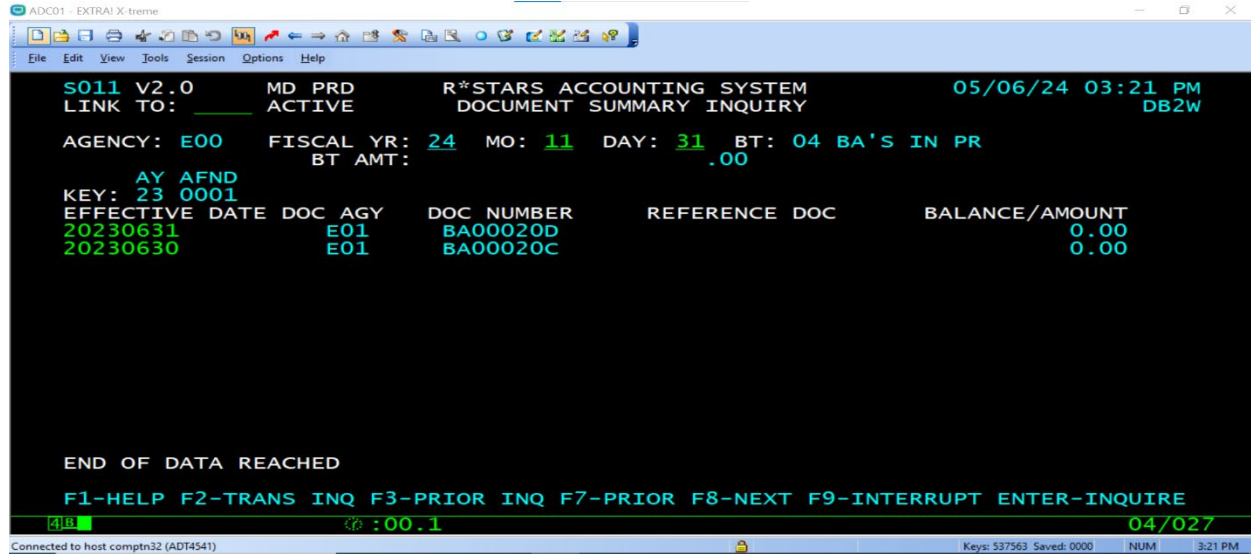 ADC01 - EXTRA! X-treme
File Edit View Tools Session Options Help
S011 V2.0 MD PRD R*STARS ACCOUNTING SYSTEM 05/06/24 03:21 PM
LINK TO: _____ ACTIVE DOCUMENT SUMMARY INQUIRY DB2W
AGENCY: E00 FISCAL YR: 24 MO: 11 DAY: 31 BT: 04 BA'S IN PR
BT AMT: .00
AY AFND
KEY: 23 0001
EFFECTIVE DATE DOC AGY DOC NUMBER REFERENCE DOC BALANCE/AMOUNT
20230631 E01 BA00020D 0.00
20230630 E01 BA00020C 0.00
END OF DATA REACHED
F1-HELP F2-TRANS INQ F3-PRIOR INQ F7-PRIOR F8-NEXT F9-INTERRUPT ENTER-INQUIRE
4B :00.1 04/027
Connected to host comptn32 (ADT4541) Keys: 537563 Saved: 0000 NUM 3:21 PM